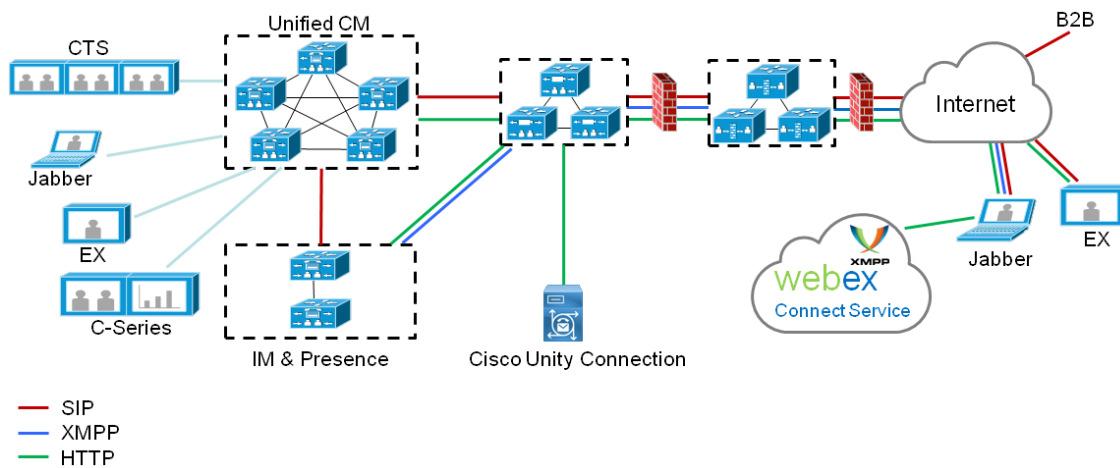 Unified CM
B2B
CTS
Internet
Jabber
EX
C-Series
IM & Presence
Cisco Unity Connection
XMPP
webex
Connect Service
Jabber
EX
SIP
XMPP
HTTP